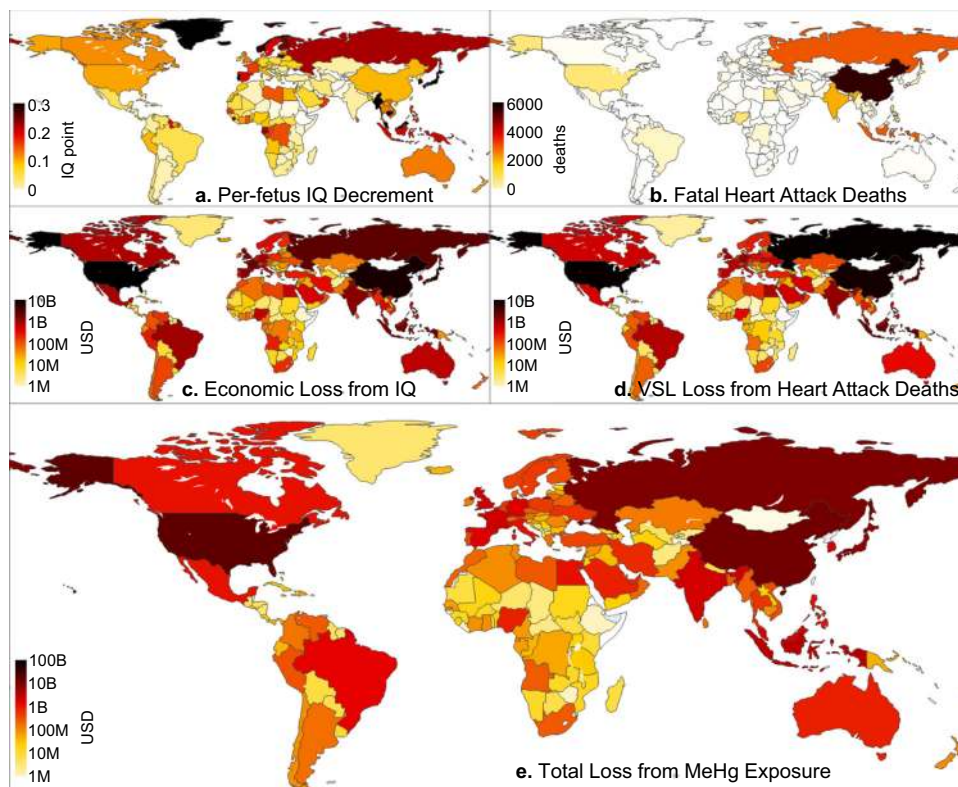 0.3
0.2
0.1
0
IQ point
a. Per-fetus IQ Decrement
6000
4000
2000
0
deaths
b. Fatal Heart Attack Deaths
10B
1B
100M
10M
1M
USD
c. Economic Loss from IQ
10B
1B
100M
10M
1M
USD
d. VSL Loss from Heart Attack Deaths
100B
10B
1B
100M
10M
1M
USD
e. Total Loss from MeHg Exposure